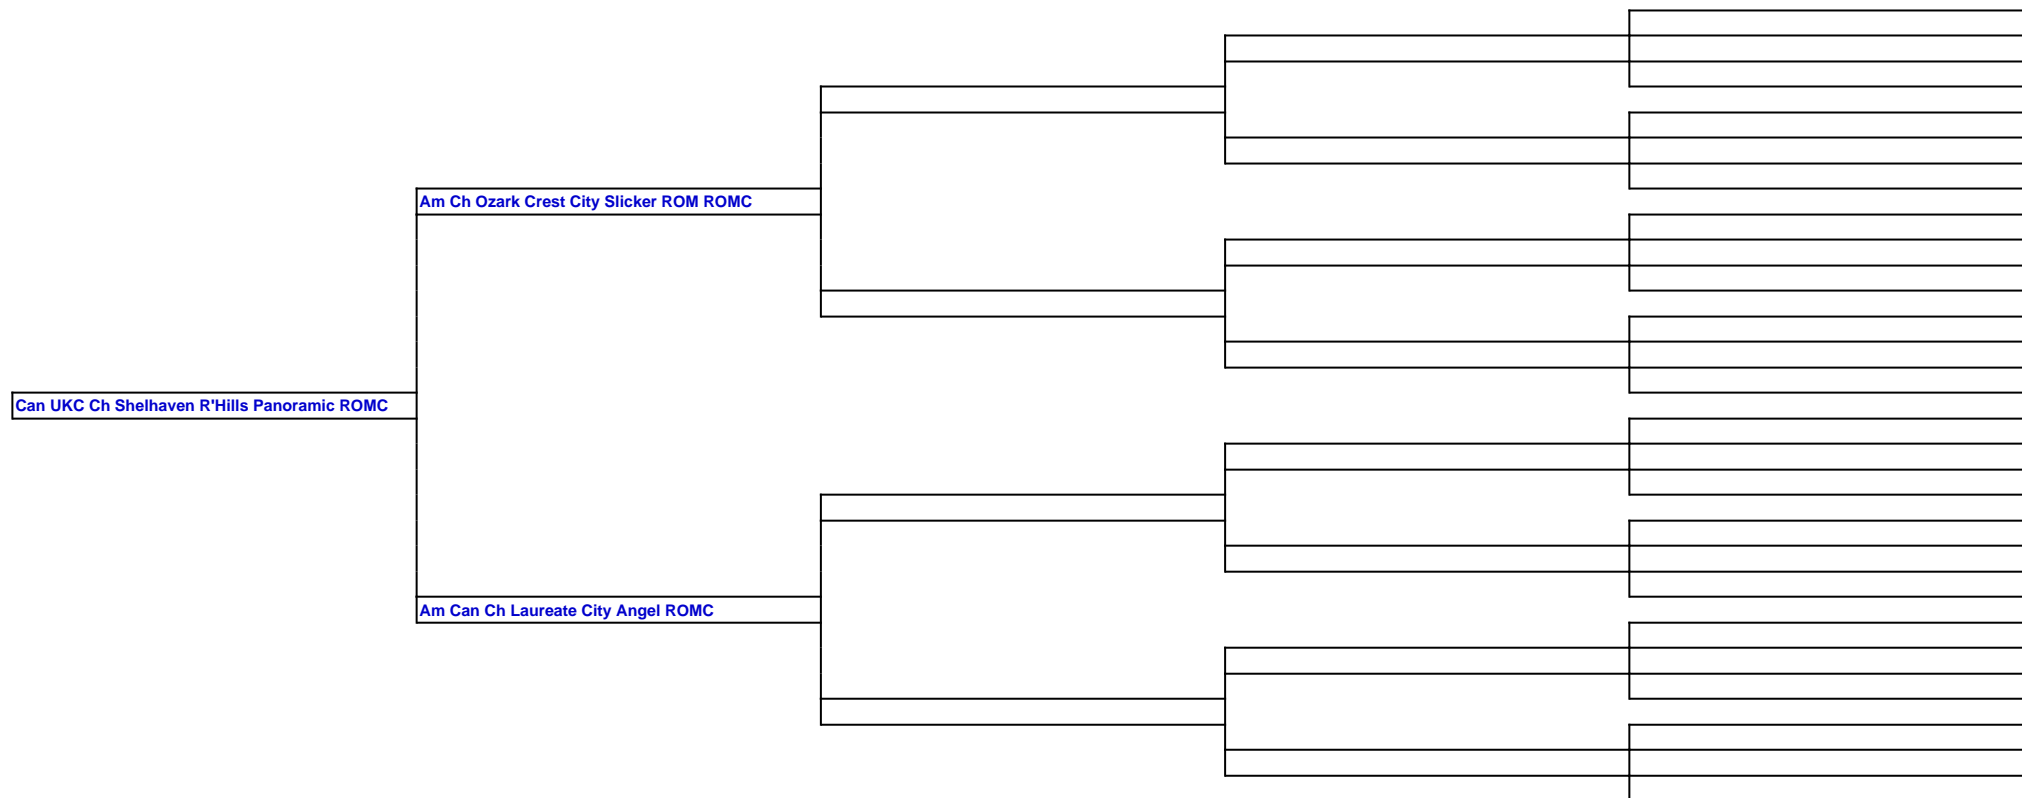 Am Ch Ozark Crest City Slicker ROM ROMC
Can UKC Ch Shelhaven R'Hills Panoramic ROMC
Am Can Ch Laureate City Angel ROMC